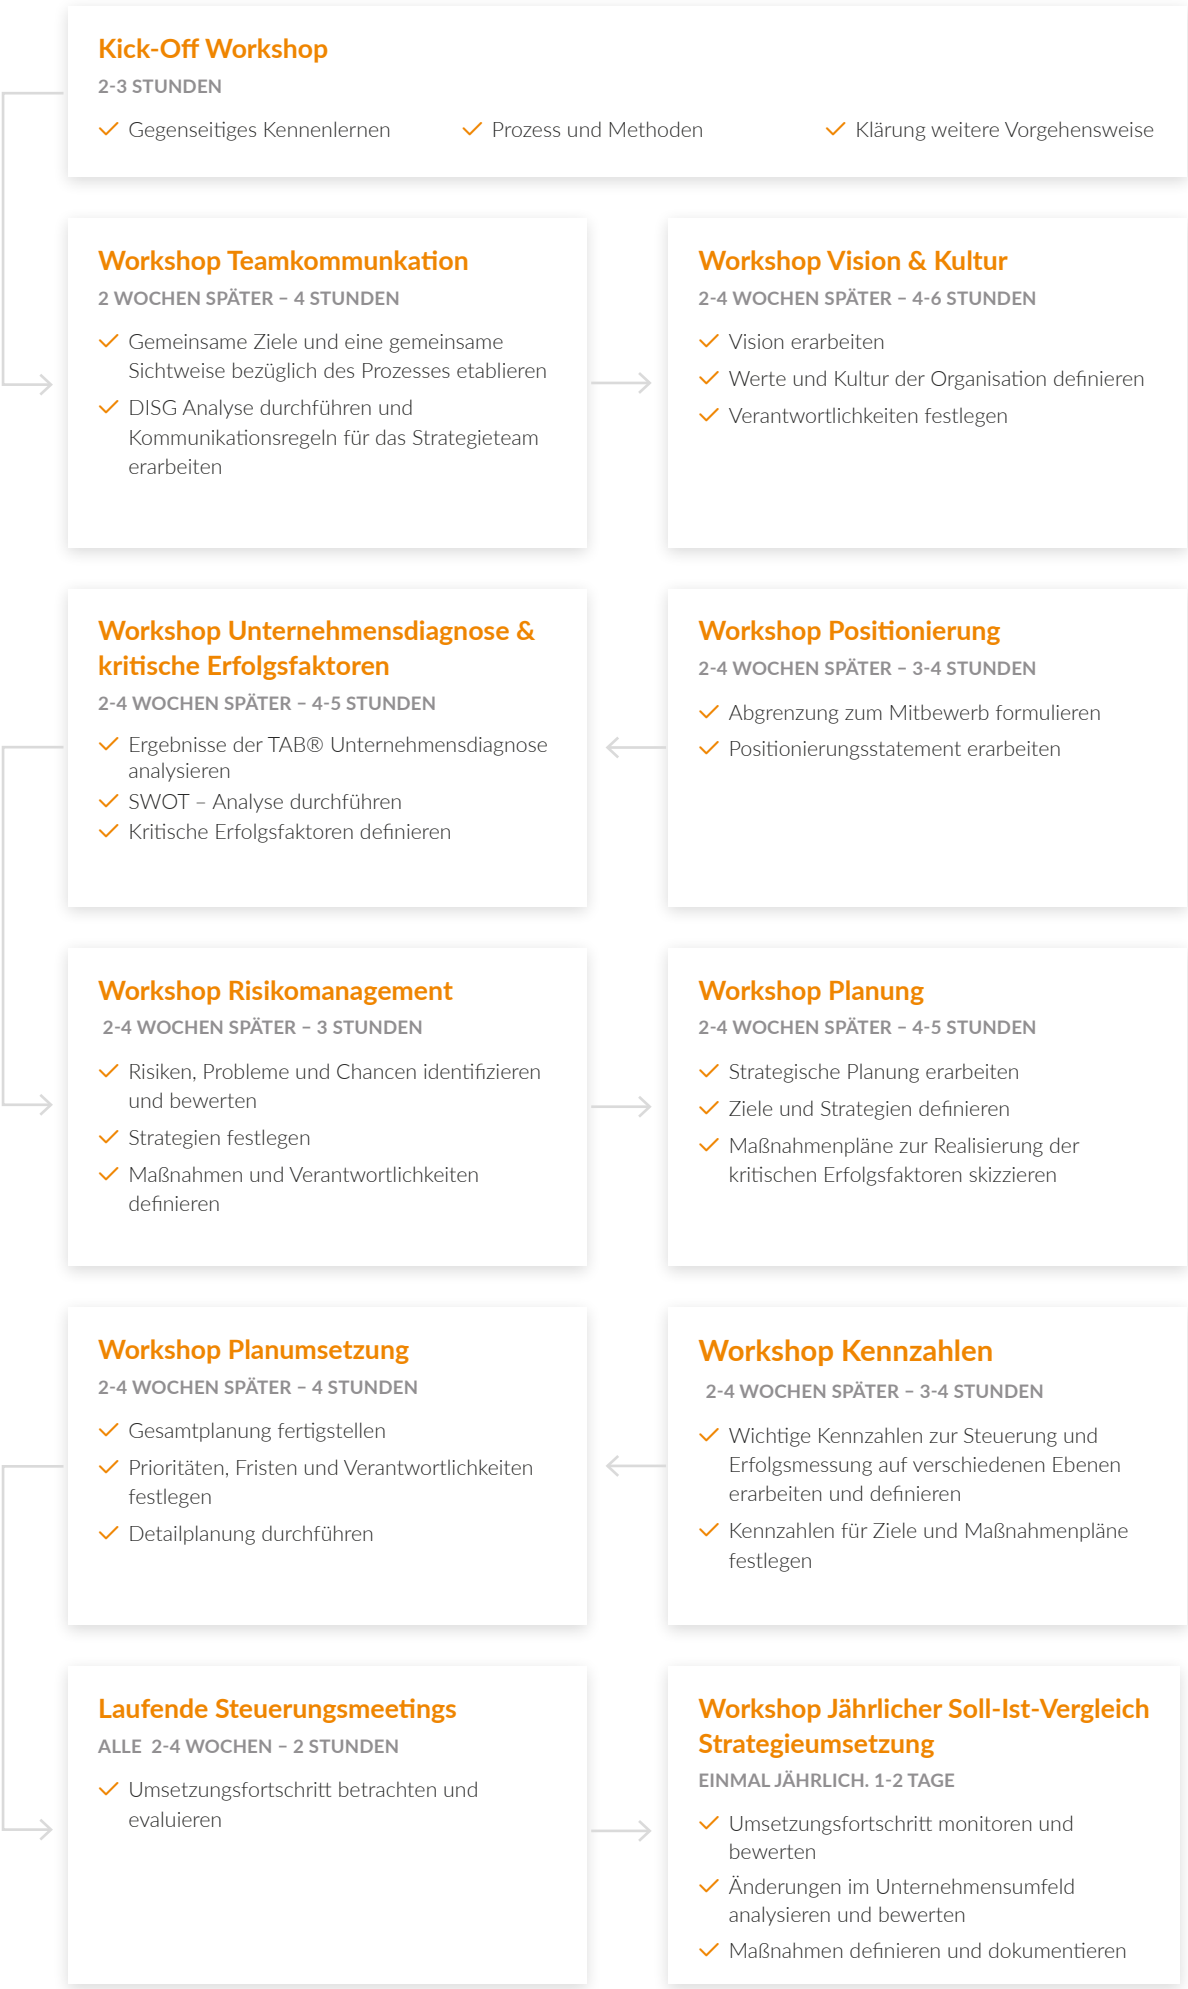 Kick-Off Workshop
2-3 STUNDEN
Gegenseitiges Kennenlernen
Prozess und Methoden
Klärung weitere Vorgehensweise
Workshop Teamkommunkation
2 WOCHEN SPÄTER – 4 STUNDEN
Gemeinsame Ziele und eine gemeinsame
Sichtweise bezüglich des Prozesses etablieren
DISG Analyse durchführen und
Kommunikationsregeln für das Strategieteam
erarbeiten
Workshop Vision & Kultur
2-4 WOCHEN SPÄTER – 4-6 STUNDEN
Vision erarbeiten
Werte und Kultur der Organisation definieren
Verantwortlichkeiten festlegen
Workshop Unternehmensdiagnose &
kritische Erfolgsfaktoren
2-4 WOCHEN SPÄTER – 4-5 STUNDEN
Ergebnisse der TAB® Unternehmensdiagnose
analysieren
SWOT – Analyse durchführen
Kritische Erfolgsfaktoren definieren
Workshop Positionierung
2-4 WOCHEN SPÄTER – 3-4 STUNDEN
Abgrenzung zum Mitbewerb formulieren
Positionierungsstatement erarbeiten
Workshop Risikomanagement
2-4 WOCHEN SPÄTER – 3 STUNDEN
Risiken, Probleme und Chancen identifizieren
und bewerten
Strategien festlegen
Maßnahmen und Verantwortlichkeiten
definieren
Workshop Planung
2-4 WOCHEN SPÄTER – 4-5 STUNDEN
Strategische Planung erarbeiten
Ziele und Strategien definieren
Maßnahmenpläne zur Realisierung der
kritischen Erfolgsfaktoren skizzieren
Workshop Planumsetzung
2-4 WOCHEN SPÄTER – 4 STUNDEN
Gesamtplanung fertigstellen
Prioritäten, Fristen und Verantwortlichkeiten
festlegen
Detailplanung durchführen
Workshop Kennzahlen
2-4 WOCHEN SPÄTER – 3-4 STUNDEN
Wichtige Kennzahlen zur Steuerung und
Erfolgsmessung auf verschiedenen Ebenen
erarbeiten und definieren
Kennzahlen für Ziele und Maßnahmenpläne
festlegen
Laufende Steuerungsmeetings
ALLE 2-4 WOCHEN – 2 STUNDEN
Umsetzungsfortschritt betrachten und
evaluieren
Workshop Jährlicher Soll-Ist-Vergleich
Strategieumsetzung
EINMAL JÄHRLICH. 1-2 TAGE
Umsetzungsfortschritt monitoren und
bewerten
Änderungen im Unternehmensumfeld
analysieren und bewerten
Maßnahmen definieren und dokumentieren